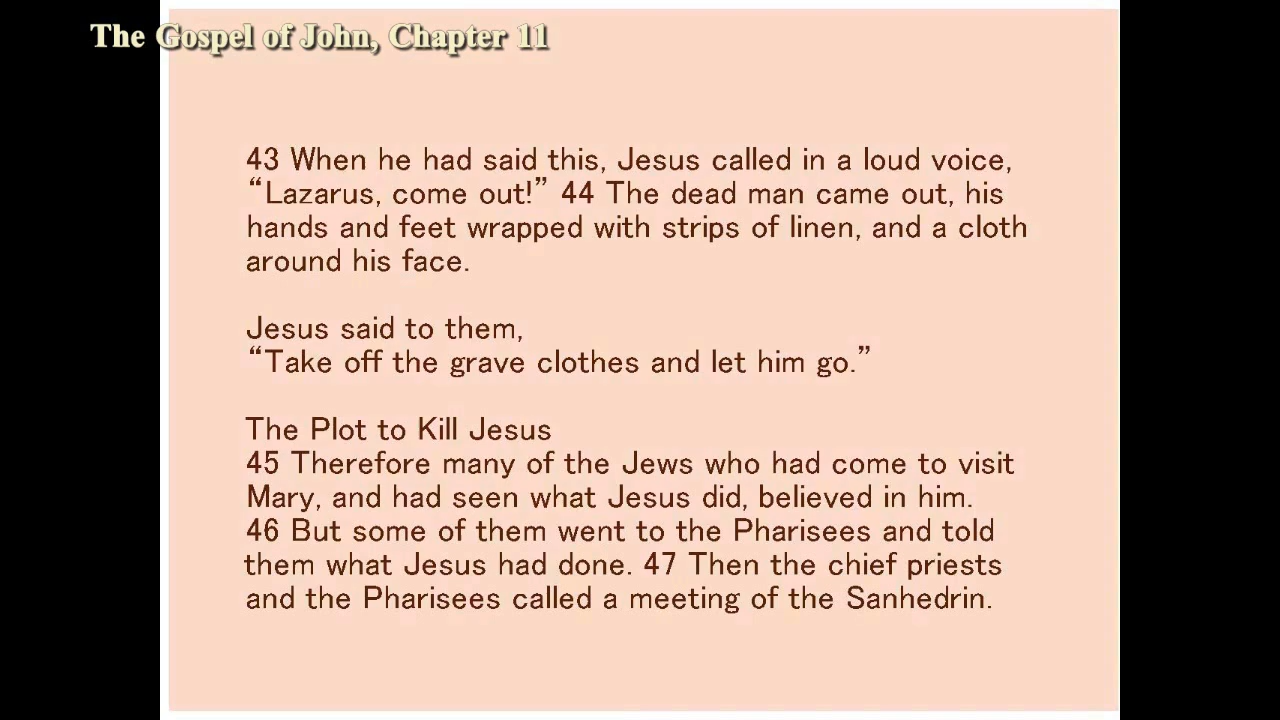 The Gospel of John, Chapter 11
43 When he had said this, Jesus called in a loud voice,
“Lazarus, come out!” 44 The dead man came out, his
hands and feet wrapped with strips of linen, and a cloth
around his face.
Jesus said to them,
“Take off the grave clothes and let him go.”
The Plot to Kill Jesus
45 Therefore many of the Jews who had come to visit
Mary, and had seen what Jesus did, believed in him.
46 But some of them went to the Pharisees and told
them what Jesus had done. 47 Then the chief priests
and the Pharisees called a meeting of the Sanhedrin.